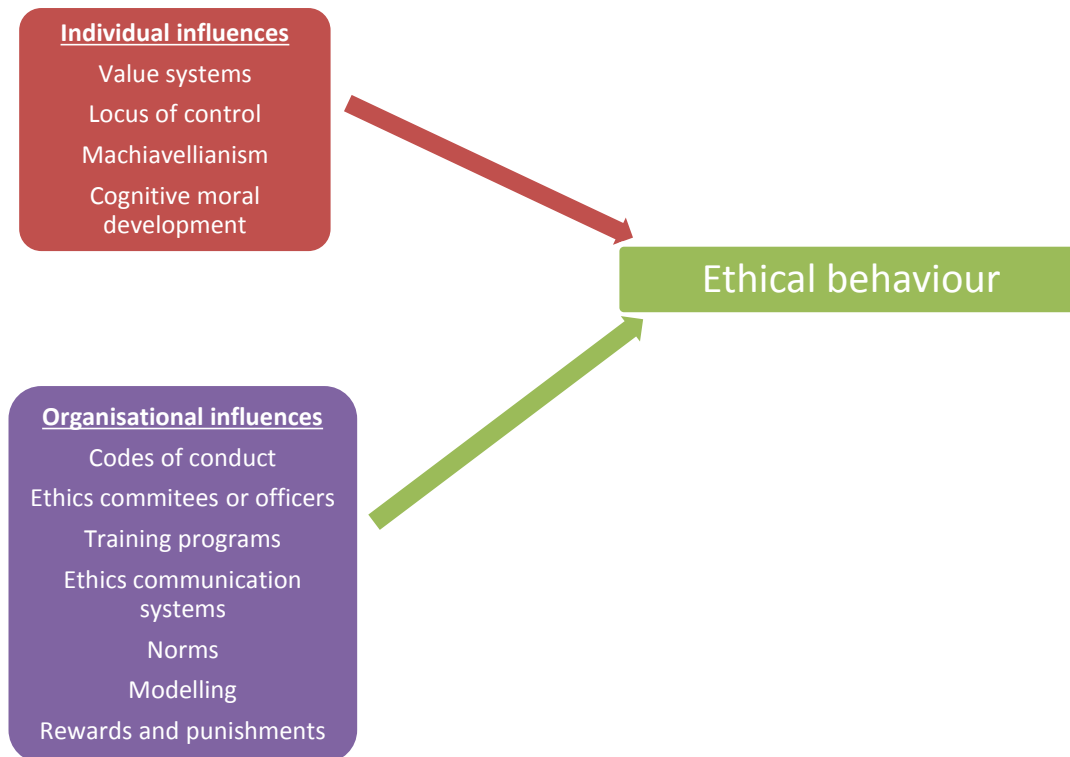 Individual influences
Value systems
Locus of control
Machiavellianism
Cognitive moral
development
Ethical behaviour
Organisational influences
Codes of conduct
Ethics commitees or officers
Training programs
Ethics communication
systems
Norms
Modelling
Rewards and punishments